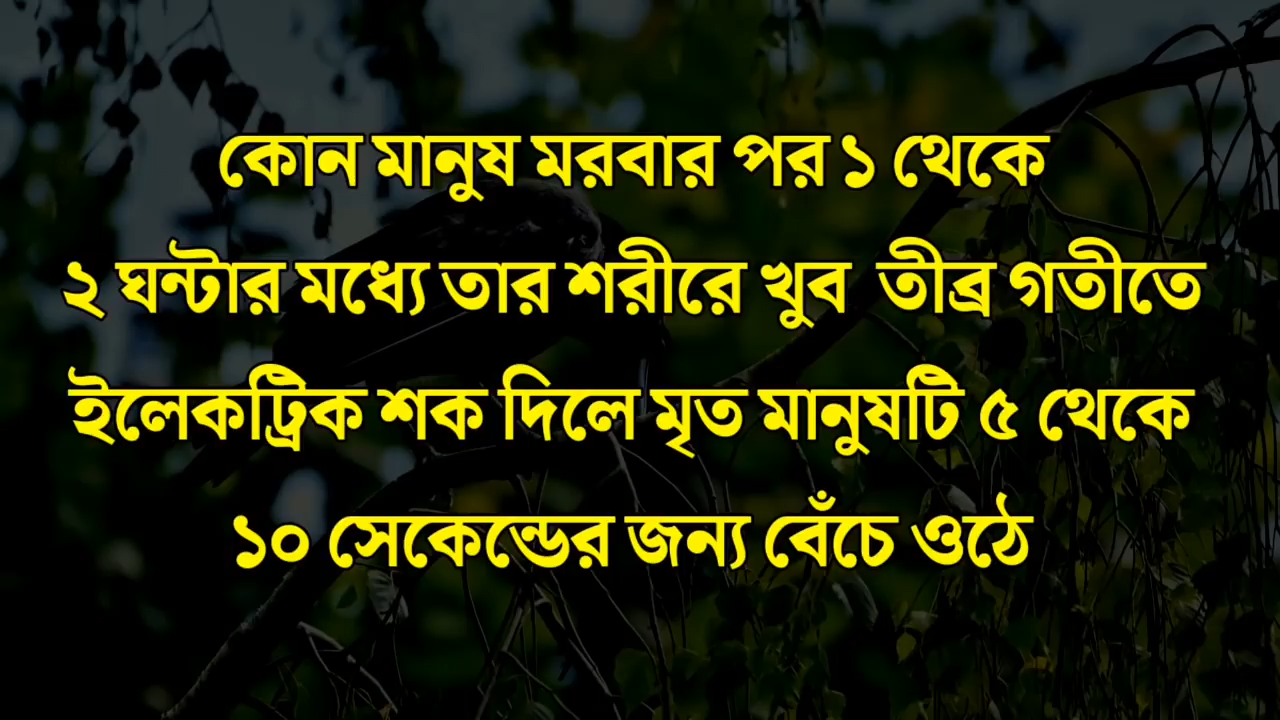 কোন মানুষ মরবার পর ১ থেকে
২ ঘন্টার মধ্যে তার শরীরে খুব তীব্র গতীতে
ইলেকট্রিক শক দিলে মৃত মানুষটি ৫ থেকে
১০ সেকেন্ডের জন্য বেঁচে ওঠে